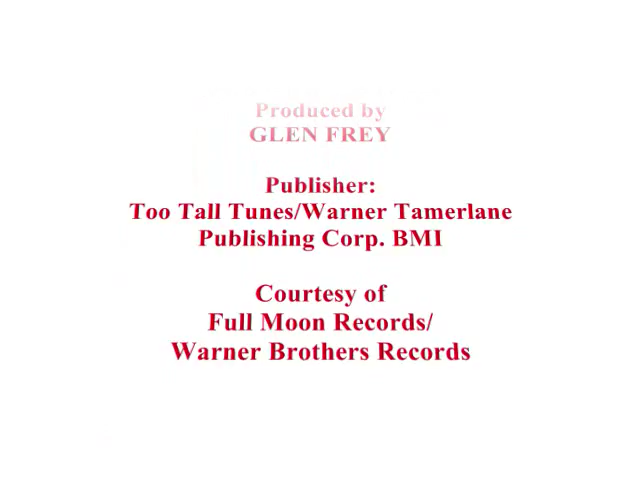 Produced by
GLEN FREY
Publisher:
Too Tall Tunes/Warner Tamerlane
Publishing Corp. BMI
Courtesy of
Full Moon Records/
Warner Brothers Records